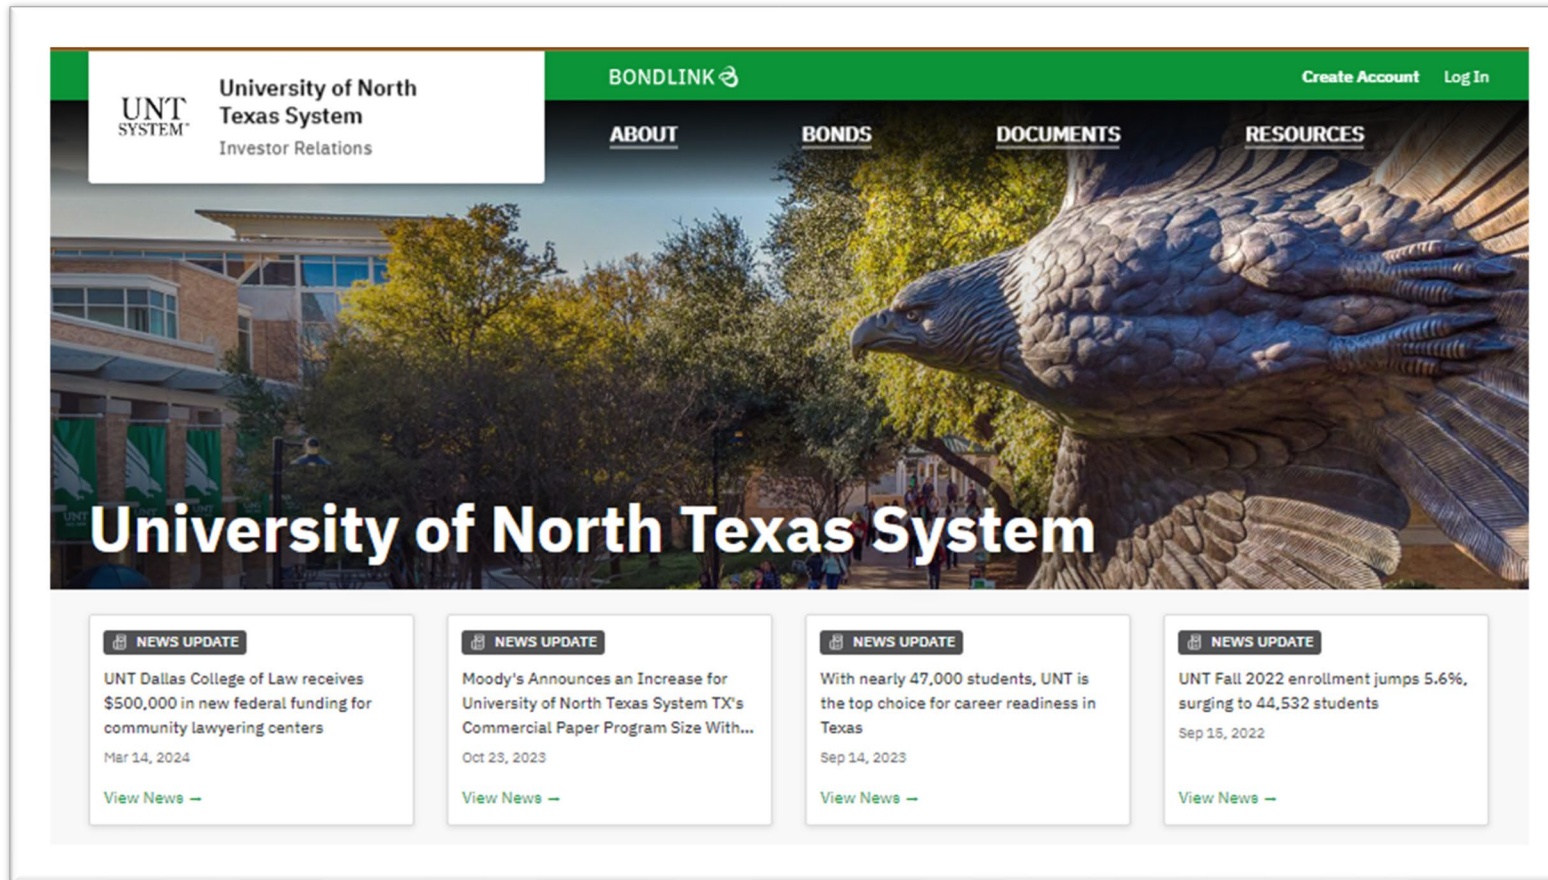 UNT
SYSTEM
University of North
Texas System
Investor Relations
BONDLINK
Create Account
Log In
ABOUT
BONDS
DOCUMENTS
RESOURCES
University of North Texas System
NEWS UPDATE
UNT Dallas College of Law receives
$500,000 in new federal funding for
community lawyering centers
Mar 14, 2024
View News →
NEWS UPDATE
Moody's Announces an Increase for
University of North Texas System TX's
Commercial Paper Program Size With...
Oct 23, 2023
View News →
NEWS UPDATE
With nearly 47,000 students, UNT is
the top choice for career readiness in
Texas
Sep 14, 2023
View News →
NEWS UPDATE
UNT Fall 2022 enrollment jumps 5.6%,
surging to 44,532 students
Sep 15, 2022
View News →